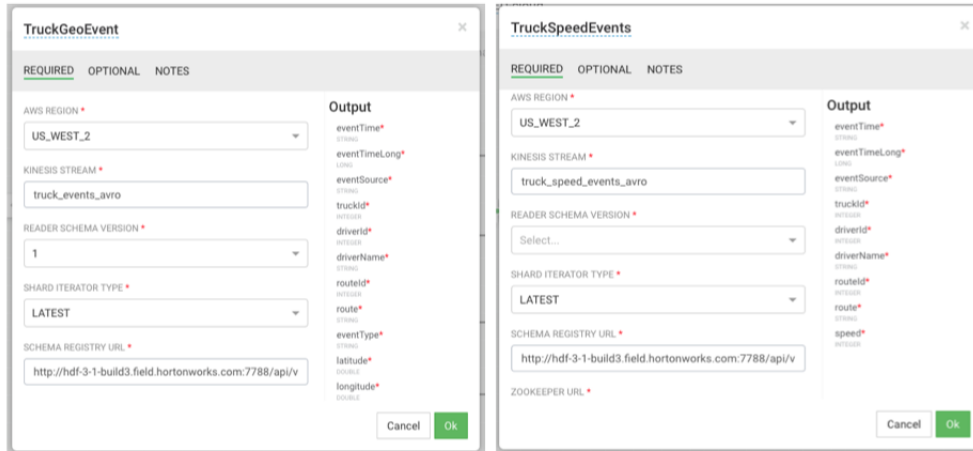 TruckGeoEvent
×
REQUIRED OPTIONAL NOTES
AWS REGION *
US_WEST_2
KINESIS STREAM *
truck_events_avro
READER SCHEMA VERSION *
1
SHARD ITERATOR TYPE *
LATEST
SCHEMA REGISTRY URL *
http://hdf-3-1-build3.field.hortonworks.com:7788/api/v
Output
eventTime*
STRING
eventTimeLong*
LONG
eventSource*
STRING
truckId*
INTEGER
driverId*
INTEGER
driverName*
STRING
routeId*
INTEGER
route*
STRING
eventType*
STRING
latitude*
DOUBLE
longitude*
DOUBLE
Cancel Ok
TruckSpeedEvents
×
REQUIRED OPTIONAL NOTES
AWS REGION *
US_WEST_2
KINESIS STREAM *
truck_speed_events_avro
READER SCHEMA VERSION *
Select...
SHARD ITERATOR TYPE *
LATEST
SCHEMA REGISTRY URL *
http://hdf-3-1-build3.field.hortonworks.com:7788/api/v
ZOOKEEPER URL *
Output
eventTime*
STRING
eventTimeLong*
LONG
eventSource*
STRING
truckId*
INTEGER
driverId*
INTEGER
driverName*
STRING
routeId*
INTEGER
route*
STRING
speed*
INTEGER
Cancel Ok